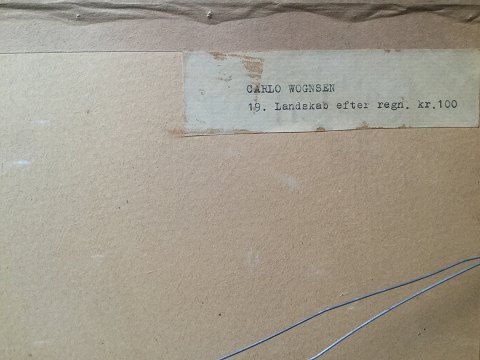 CARLO WOGNSEN
19. Landskab efter regn. kr.100